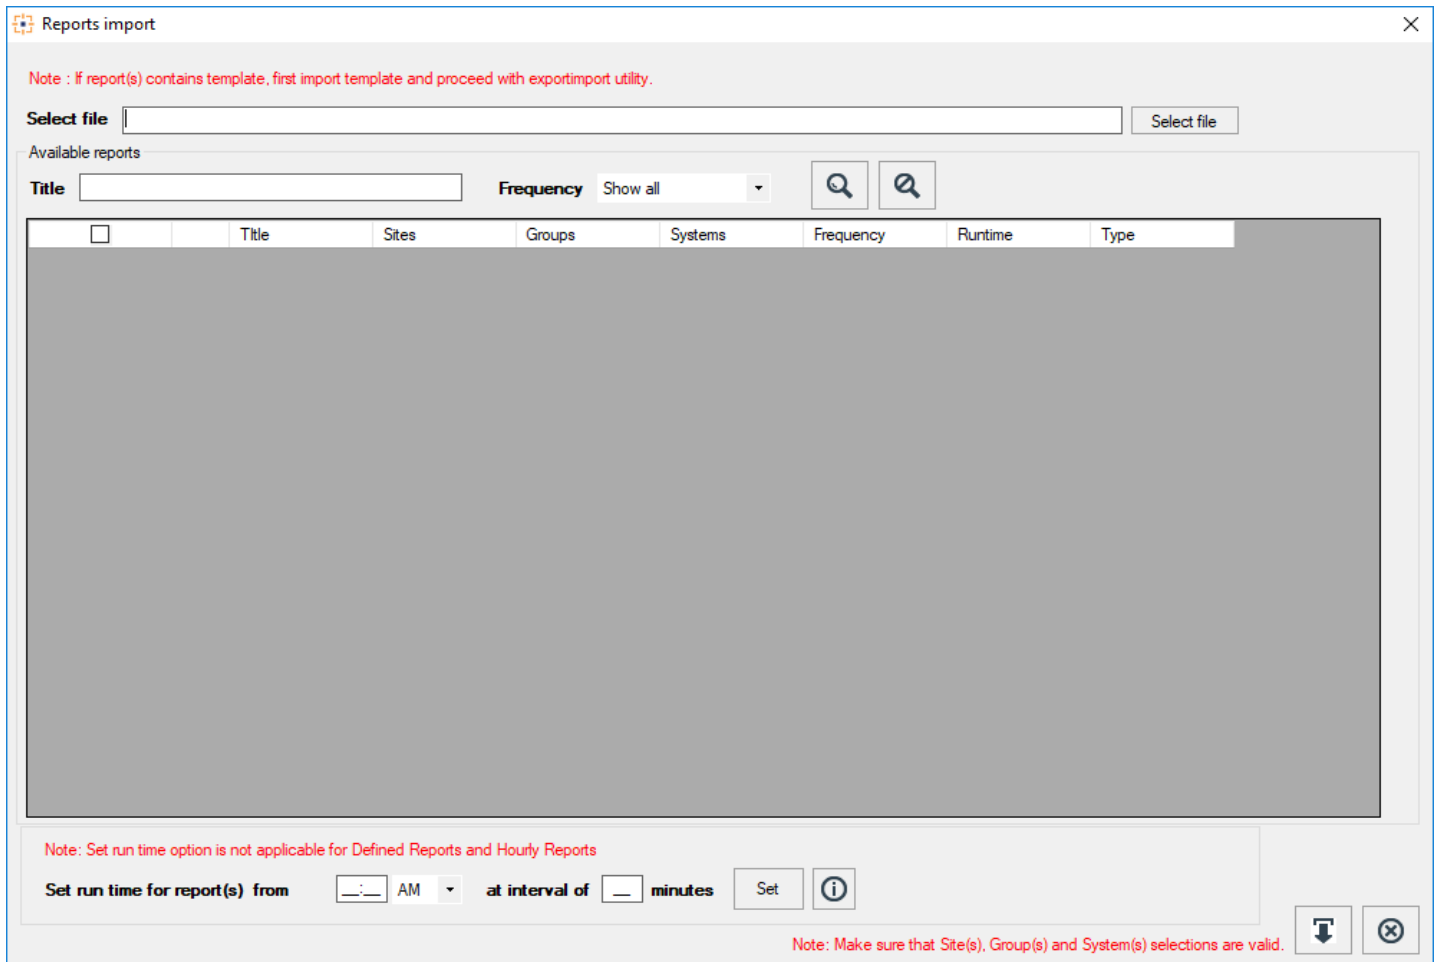 Reports import
Note : If report(s) contains template, first import template and proceed with exportimport utility.
Select file Select file
Available reports
Title Frequency Show all
TItle Sites Groups Systems Frequency Runtime Type
Note: Set run time option is not applicable for Defined Reports and Hourly Reports
Set run time for report(s) from __:__ AM at interval of __ minutes Set
Note: Make sure that Site(s), Group(s) and System(s) selections are valid.